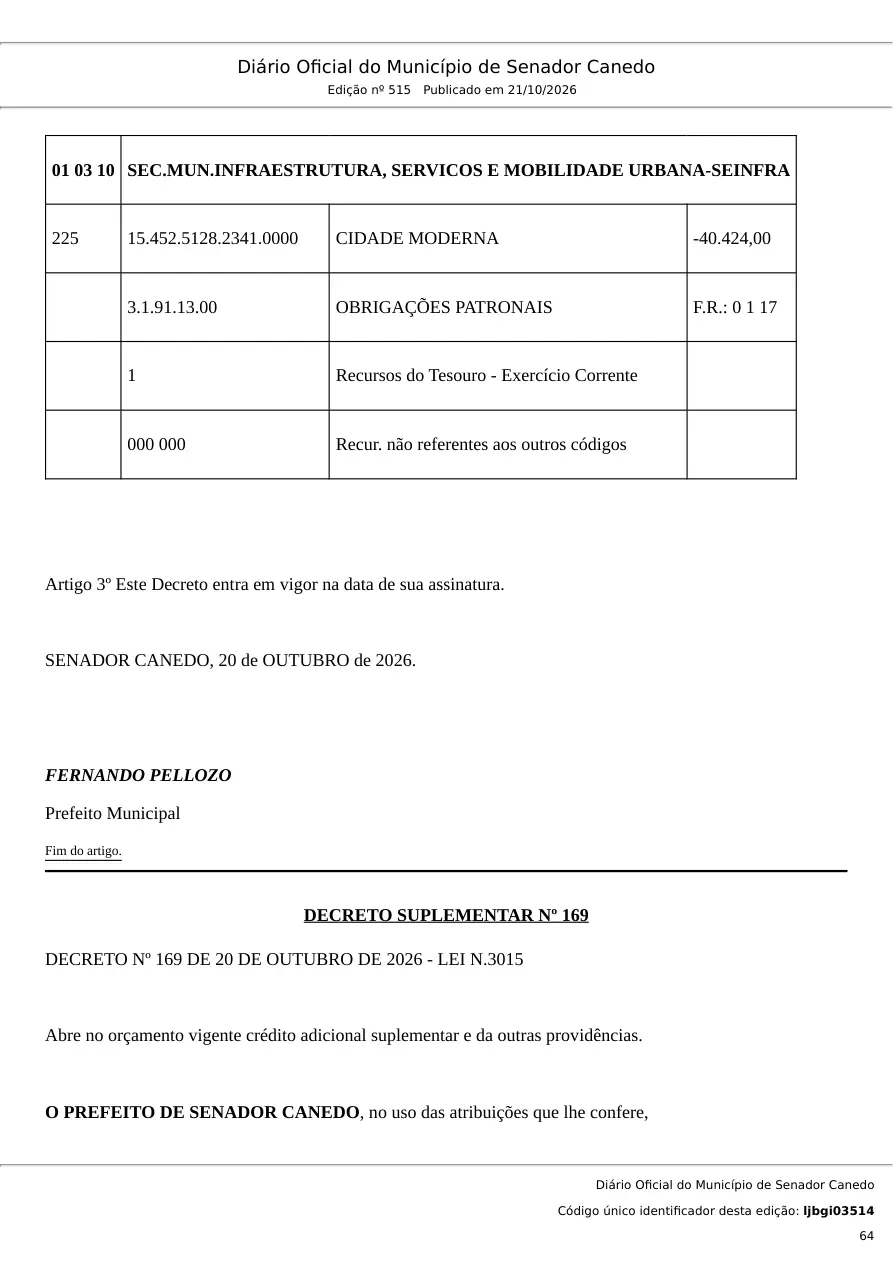 Diário Oficial do Município de Senador Canedo
Edição nº 515 Publicado em 21/10/2026
01 03 10 SEC.MUN.INFRAESTRUTURA, SERVICOS E MOBILIDADE URBANA-SEINFRA
225 15.452.5128.2341.0000 CIDADE MODERNA -40.424,00
3.1.91.13.00 OBRIGAÇÕES PATRONAIS F.R.: 0 1 17
1 Recursos do Tesouro - Exercício Corrente
000 000 Recur. não referentes aos outros códigos
Artigo 3º Este Decreto entra em vigor na data de sua assinatura.
SENADOR CANEDO, 20 de OUTUBRO de 2026.
FERNANDO PELLOZO
Prefeito Municipal
Fim do artigo.
DECRETO SUPLEMENTAR Nº 169
DECRETO Nº 169 DE 20 DE OUTUBRO DE 2026 - LEI N.3015
Abre no orçamento vigente crédito adicional suplementar e da outras providências.
O PREFEITO DE SENADOR CANEDO, no uso das atribuições que lhe confere,
Diário Oficial do Município de Senador Canedo
Código único identificador desta edição: ljbgi03514
64